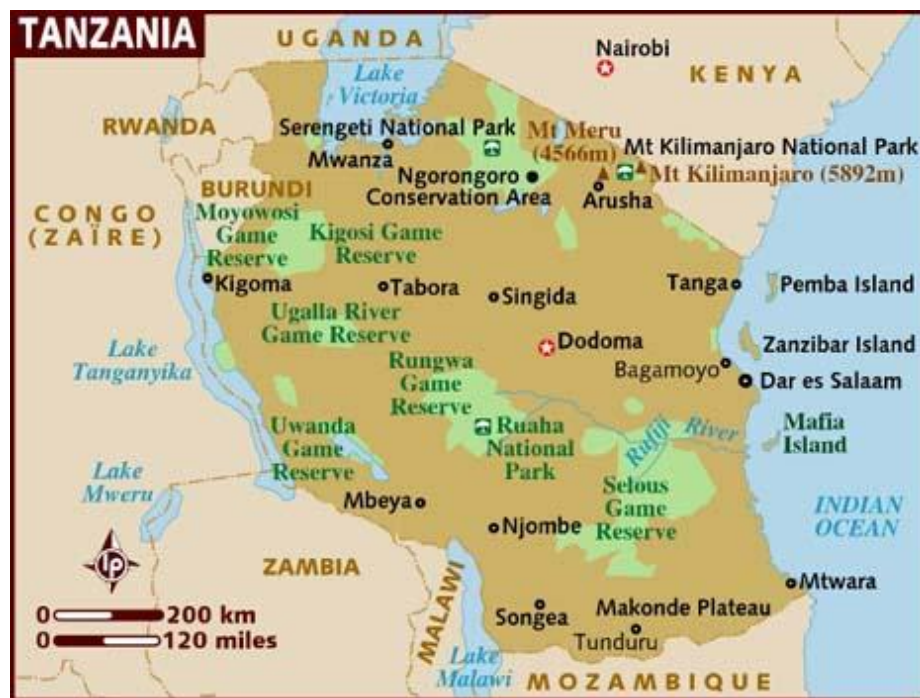 TANZANIA
UGANDA
Nairobi
KENYA
Lake
Victoria
RWANDA
Serengeti National Park
Mwanza
Mt Meru
(4566m)
Mt Kilimanjaro National Park
Mt Kilimanjaro (5892m)
Ngorongoro
Conservation Area
Arusha
BURUNDI
CONGO
(ZAÏRE)
Moyowosi
Game
Reserve
Kigosi Game
Reserve
Kigoma
Tabora
Singida
Tanga
Pemba Island
Ugalla River
Game Reserve
Dodoma
Zanzibar Island
Lake
Tanganyika
Rungwa
Game
Reserve
Bagamoyo
Dar es Salaam
Uwanda
Game
Reserve
Ruaha
National
Park
Rufiji River
Mafia
Island
Lake
Mweru
Mbeya
Selous
Game
Reserve
INDIAN
OCEAN
Njombe
ZAMBIA
lp
MALAWI
Mtwara
0 200 km
0 120 miles
Songea
Makonde Plateau
Tunduru
Lake
Malawi
MOZAMBIQUE